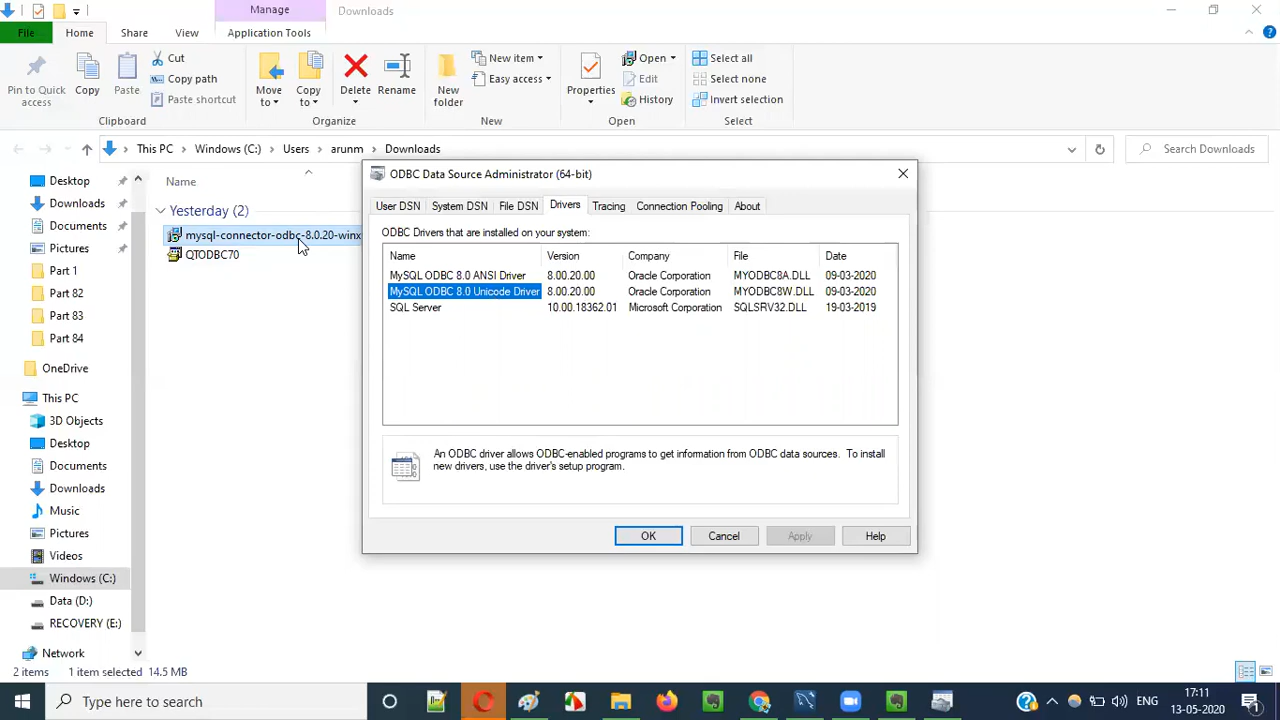 Manage
Downloads
File
Home
Share
View
Application Tools
Pin to Quick access
Copy
Paste
Cut
Copy path
Paste shortcut
Clipboard
Move to
Copy to
Delete
Rename
Organize
New folder
New item
Easy access
New
Properties
Open
Edit
History
Open
Select all
Select none
Invert selection
Select
This PC > Windows (C:) > Users > arunm > Downloads
Search Downloads
Desktop
Downloads
Documents
Pictures
Part 1
Part 82
Part 83
Part 84
OneDrive
This PC
3D Objects
Desktop
Documents
Downloads
Music
Pictures
Videos
Windows (C:)
Data (D:)
RECOVERY (E:)
Network
Name
Yesterday (2)
mysql-connector-odbc-8.0.20-winx
QTODBC70
ODBC Data Source Administrator (64-bit)
User DSN System DSN File DSN Drivers Tracing Connection Pooling About
ODBC Drivers that are installed on your system:
Name Version Company File Date
MySQL ODBC 8.0 ANSI Driver 8.00.20.00 Oracle Corporation MYODBC8A.DLL 09-03-2020
MySQL ODBC 8.0 Unicode Driver 8.00.20.00 Oracle Corporation MYODBC8W.DLL 09-03-2020
SQL Server 10.00.18362.01 Microsoft Corporation SQLSRV32.DLL 19-03-2019
An ODBC driver allows ODBC-enabled programs to get information from ODBC data sources. To install
new drivers, use the driver's setup program.
OK Cancel Apply Help
2 items 1 item selected 14.5 MB
Type here to search
ENG
17:11
13-05-2020
1